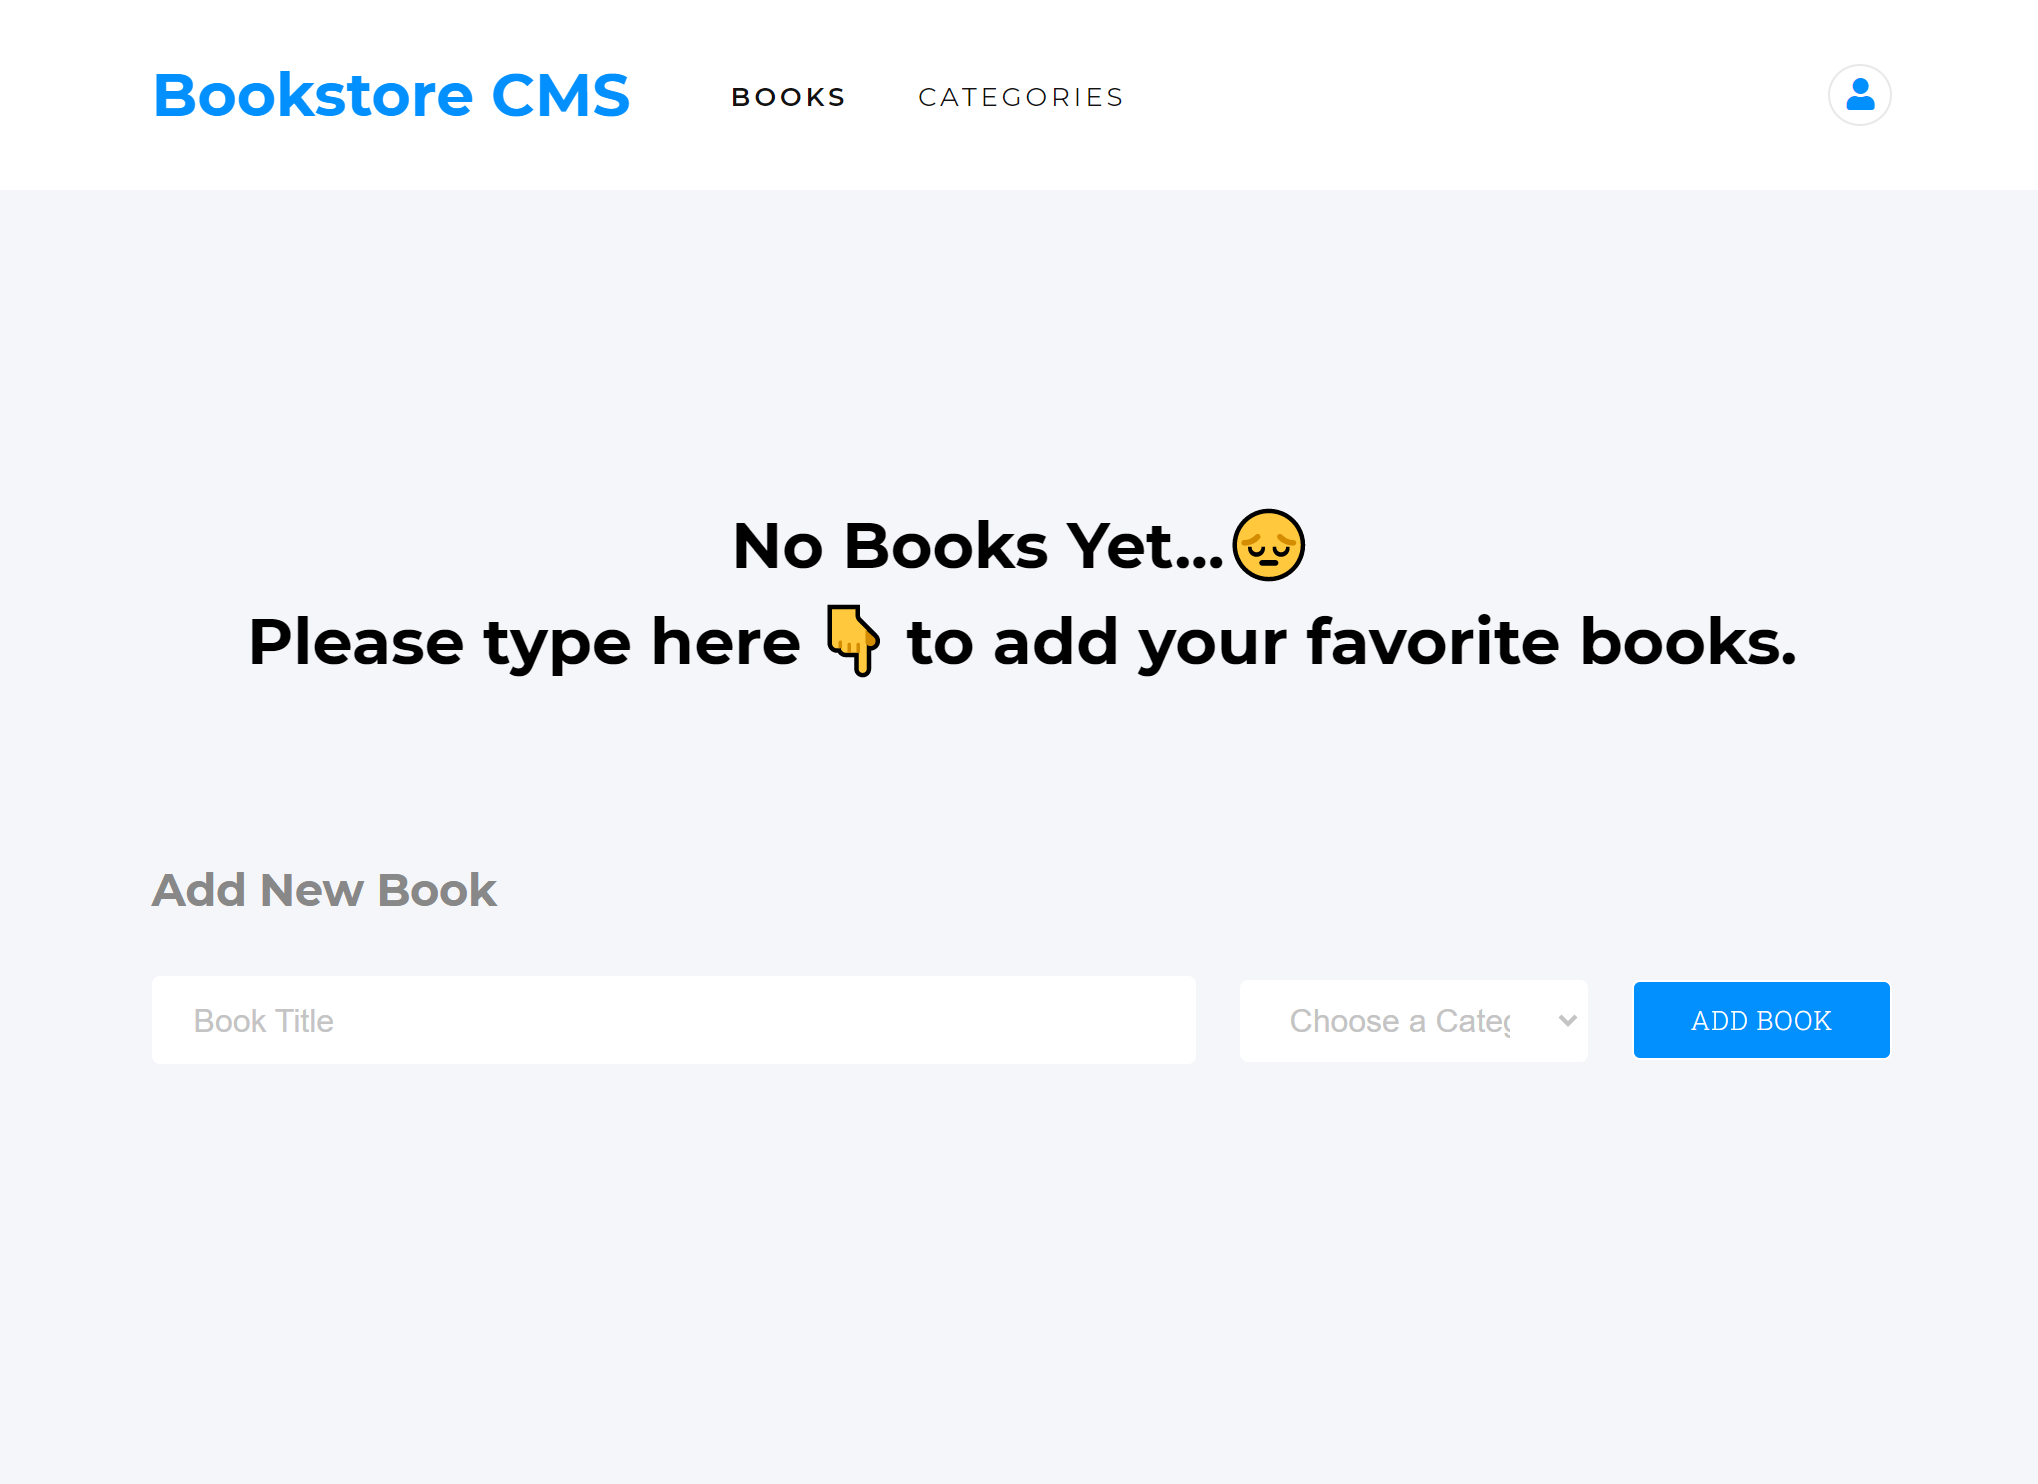 Bookstore CMS
BOOKS
CATEGORIES
No Books Yet...😔
Please type here 👇 to add your favorite books.
Add New Book
Book Title
Choose a Categ
ADD BOOK